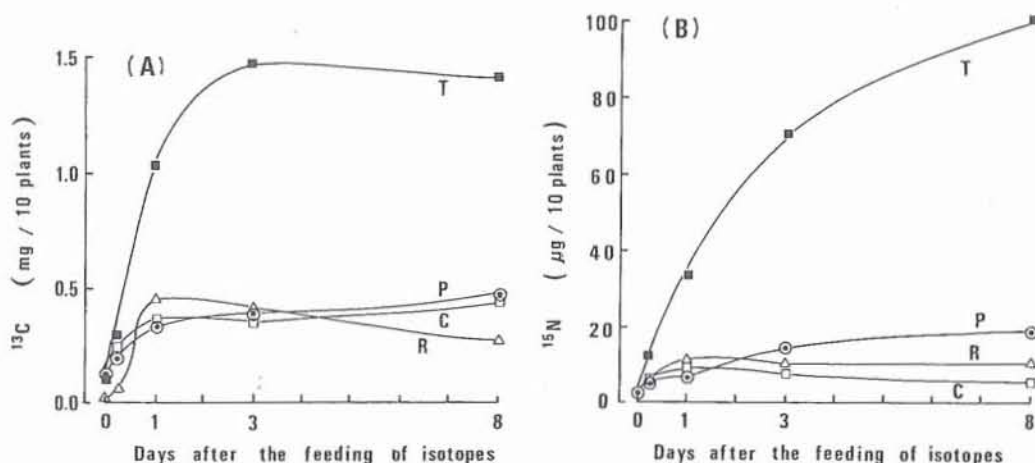 (A)
1.5
1.0
0.5
0.0
¹³C ( mg / 10 plants )
T
P
C
R
0 1 3 8
Days after the feeding of isotopes
(B)
100
80
60
40
20
0
¹⁵N ( µg / 10 plants )
T
P
R
C
0 1 3 8
Days after the feeding of isotopes